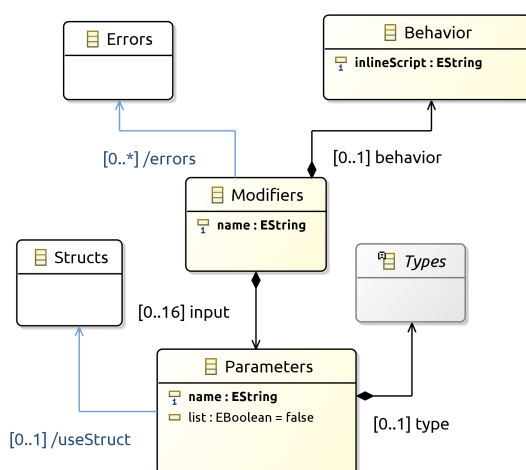 Errors
Behavior
inlineScript : EString
[0..*] /errors
[0..1] behavior
Modifiers
name : EString
Structs
Types
[0..16] input
Parameters
name : EString
list : EBoolean = false
[0..1] type
[0..1] /useStruct